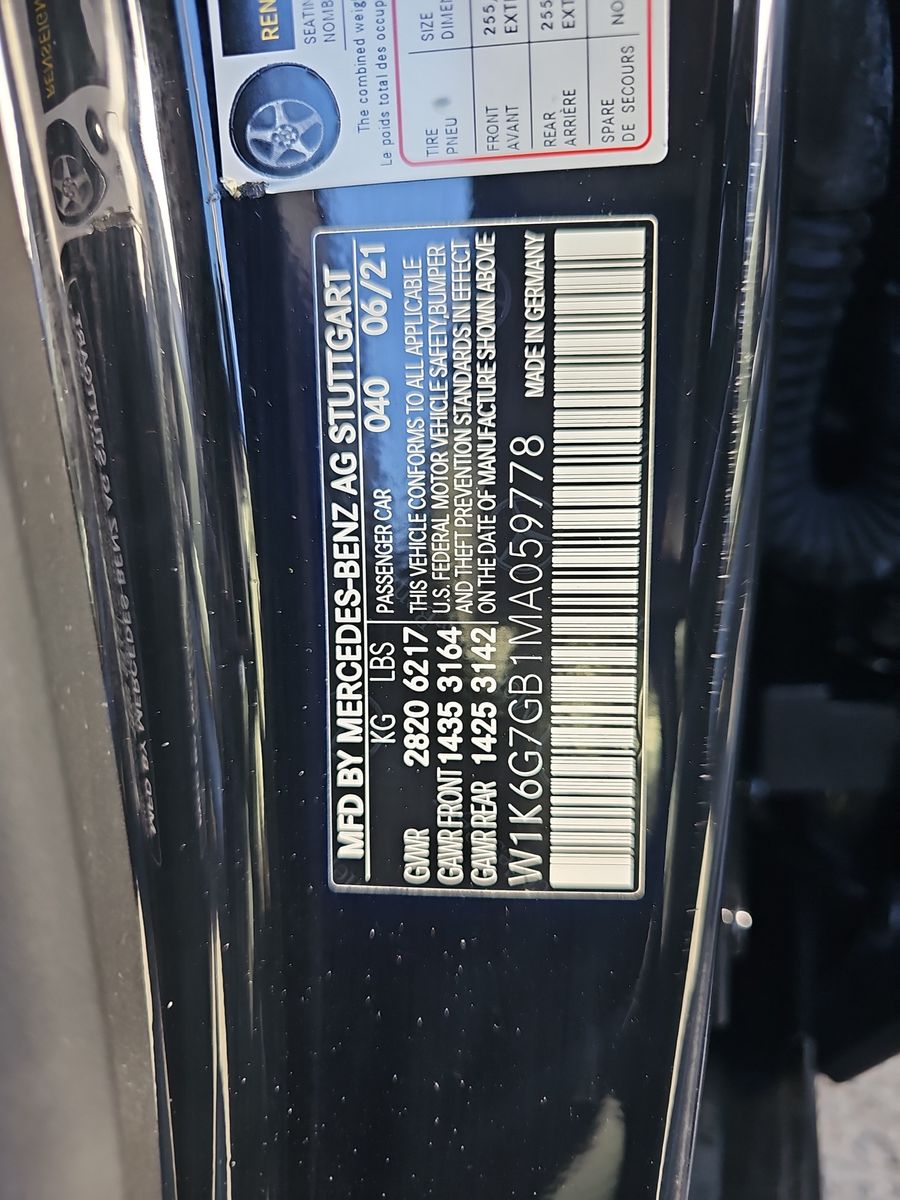 MFD BY MERCEDES-BENZ AG STUTTGART
KG LBS PASSENGER CAR 040 06/21
GVWR 2820 6217 THIS VEHICLE CONFORMS TO ALL APPLICABLE
GAWR FRONT 1435 3164 U.S. FEDERAL MOTOR VEHICLE SAFETY,BUMPER
GAWR REAR 1425 3142 AND THEFT PREVENTION STANDARDS IN EFFECT
ON THE DATE OF MANUFACTURE SHOWN ABOVE
W1K6G7GB1MA059778 MADE IN GERMANY
The combined
Le poids total des
TIRE SIZE
PNEU
FRONT 255
AVANT
REAR 255
ARRIÈRE
SPARE
DE SECOURS